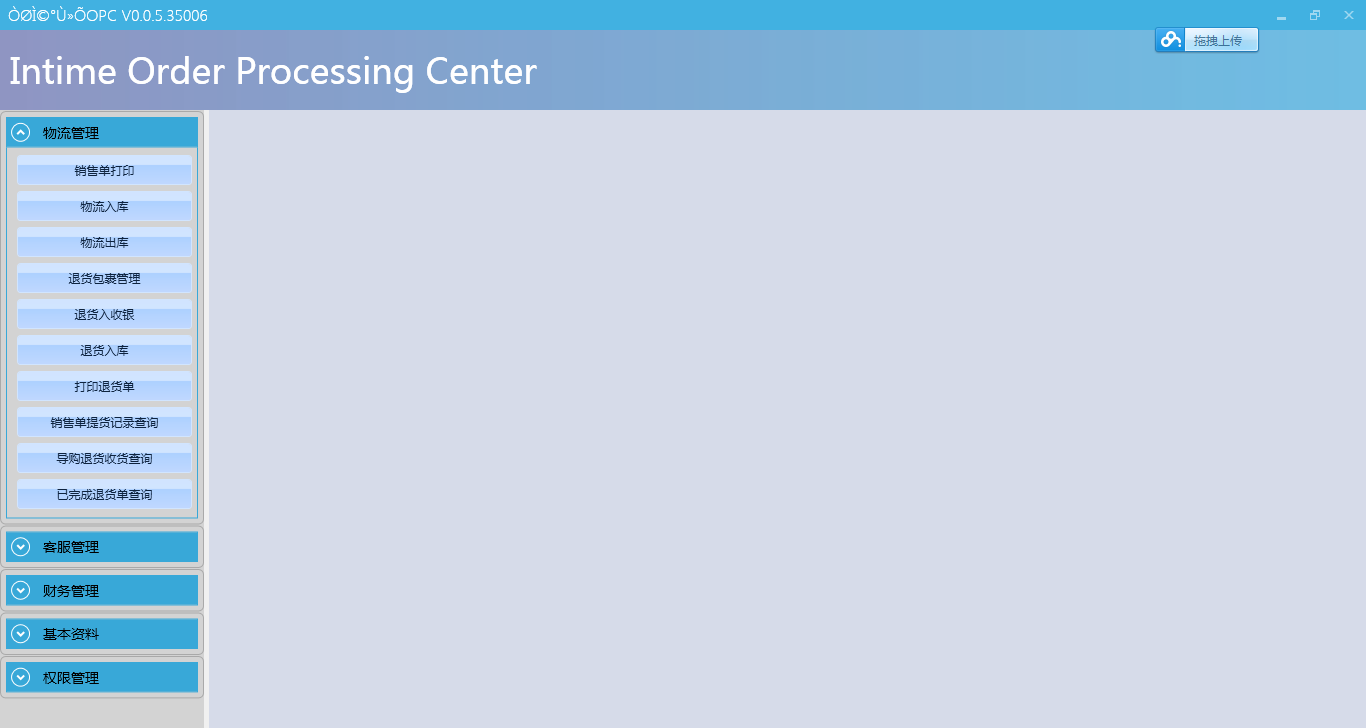 ÒØÌ©°Ù»õOPC V0.0.5.35006
拖拽上传
Intime Order Processing Center
物流管理
销售单打印
物流入库
物流出库
退货包裹管理
退货入收银
退货入库
打印退货单
销售单提货记录查询
导购退货收货查询
已完成退货单查询
客服管理
财务管理
基本资料
权限管理